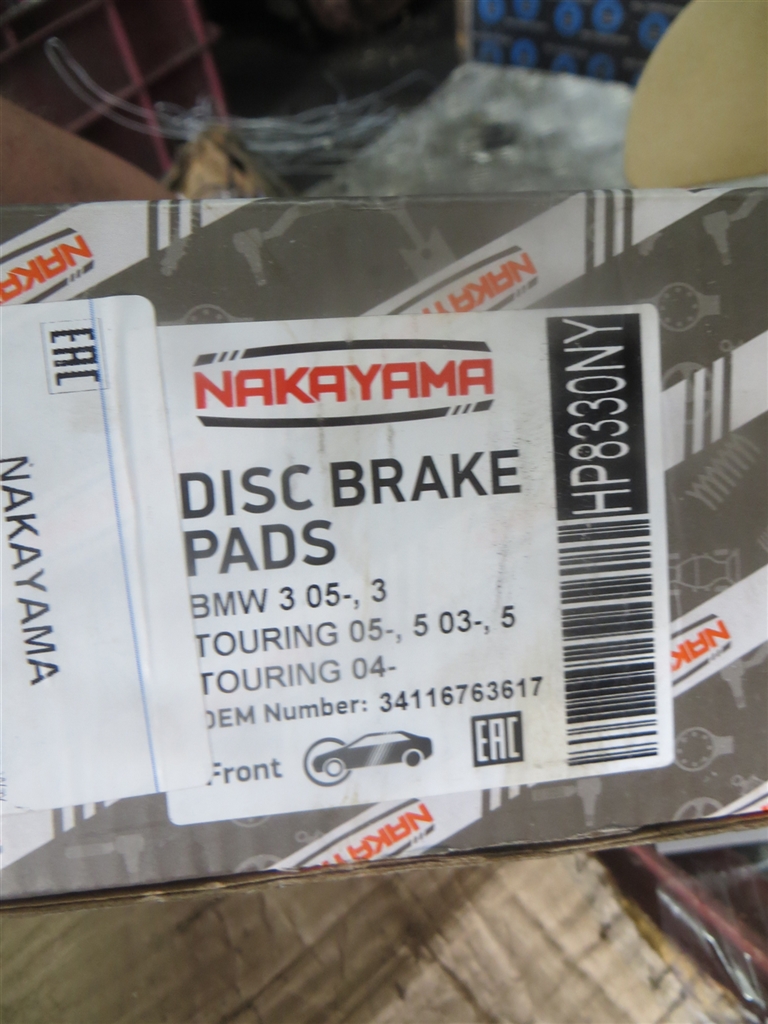 NAKAYAMA
NAKAYAMA
EAC
NAKAYAMA
NAKAYAMA
HP8330NY
DISC BRAKE
PADS
BMW 3 05-, 3
TOURING 05-, 5 03-, 5
TOURING 04-
OEM Number: 34116763617
Front
EAC
NAKAYAMA